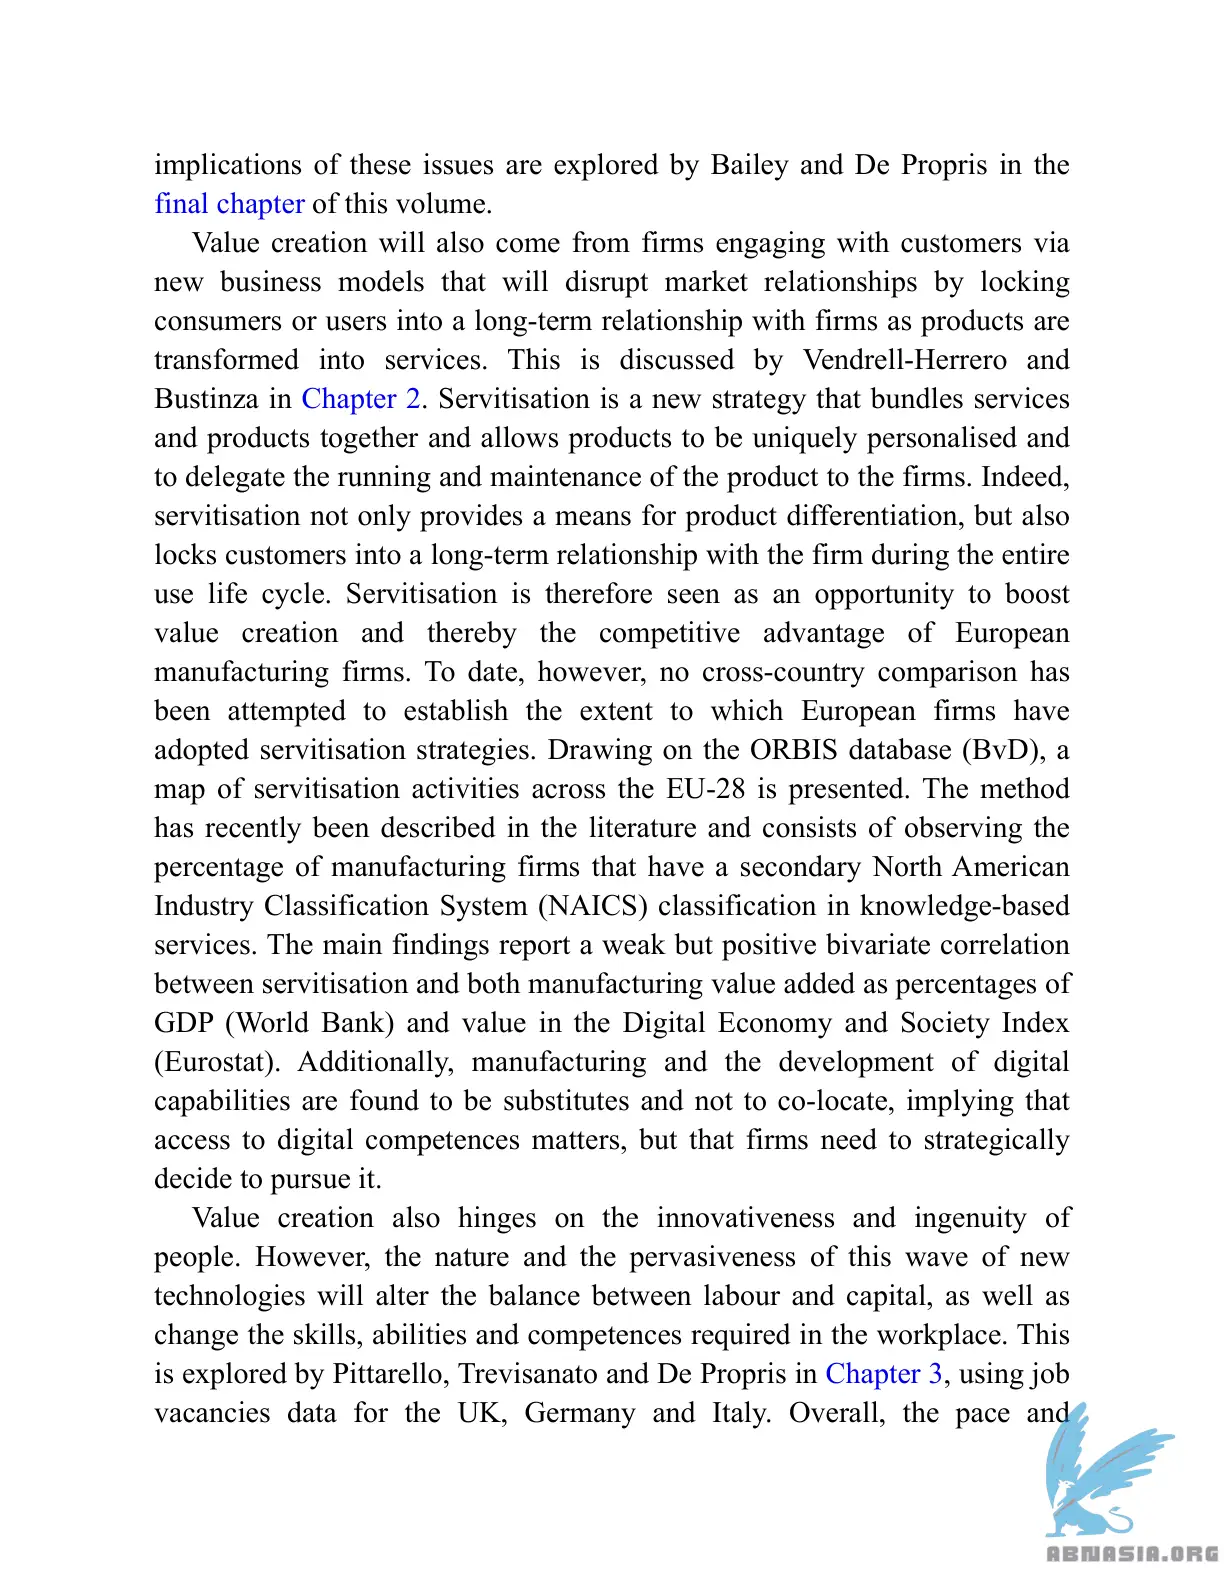 implications of these issues are explored by Bailey and De Propris in the
final chapter of this volume.
Value creation will also come from firms engaging with customers via
new business models that will disrupt market relationships by locking
consumers or users into a long-term relationship with firms as products are
transformed into services. This is discussed by Vendrell-Herrero and
Bustinza in Chapter 2. Servitisation is a new strategy that bundles services
and products together and allows products to be uniquely personalised and
to delegate the running and maintenance of the product to the firms. Indeed,
servitisation not only provides a means for product differentiation, but also
locks customers into a long-term relationship with the firm during the entire
use life cycle. Servitisation is therefore seen as an opportunity to boost
value creation and thereby the competitive advantage of European
manufacturing firms. To date, however, no cross-country comparison has
been attempted to establish the extent to which European firms have
adopted servitisation strategies. Drawing on the ORBIS database (BvD), a
map of servitisation activities across the EU-28 is presented. The method
has recently been described in the literature and consists of observing the
percentage of manufacturing firms that have a secondary North American
Industry Classification System (NAICS) classification in knowledge-based
services. The main findings report a weak but positive bivariate correlation
between servitisation and both manufacturing value added as percentages of
GDP (World Bank) and value in the Digital Economy and Society Index
(Eurostat). Additionally, manufacturing and the development of digital
capabilities are found to be substitutes and not to co-locate, implying that
access to digital competences matters, but that firms need to strategically
decide to pursue it.
Value creation also hinges on the innovativeness and ingenuity of
people. However, the nature and the pervasiveness of this wave of new
technologies will alter the balance between labour and capital, as well as
change the skills, abilities and competences required in the workplace. This
is explored by Pittarello, Trevisanato and De Propris in Chapter 3, using job
vacancies data for the UK, Germany and Italy. Overall, the pace and
ABNASIA.ORG